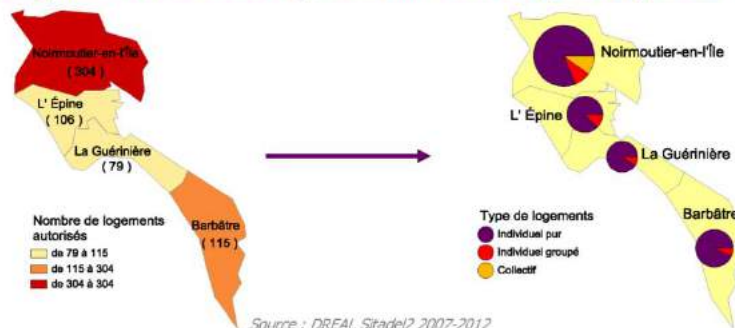 Noirmoutier-en-l'Île
( 304 )
L' Épine
( 106 )
La Guérinière
( 79 )
Barbâtre
( 115 )
Nombre de logements
autorisés
de 79 à 115
de 115 à 304
de 304 à 304
Noirmoutier-en-l'Île
L' Épine
La Guérinière
Barbâtre
Type de logements
Individuel pur
Individuel groupé
Collectif
Source : DREAL Sitadel2 2007-2012